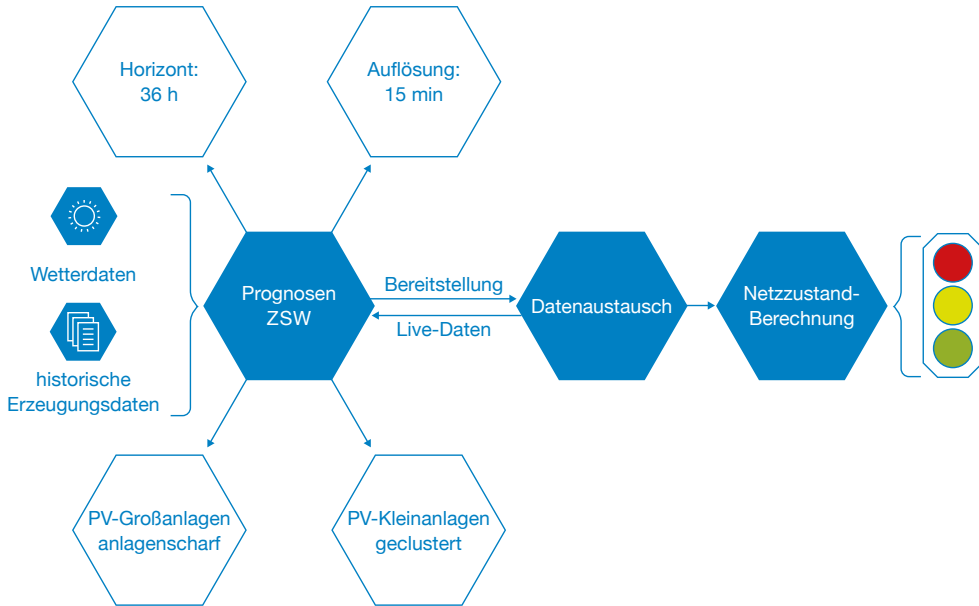 Horizont:
36 h
Auflösung:
15 min
Wetterdaten
historische
Erzeugungsdaten
Prognosen
ZSW
Bereitstellung
Live-Daten
Datenaustausch
Netzzustand-
Berechnung
PV-Großanlagen
anlagenscharf
PV-Kleinanlagen
geclustert